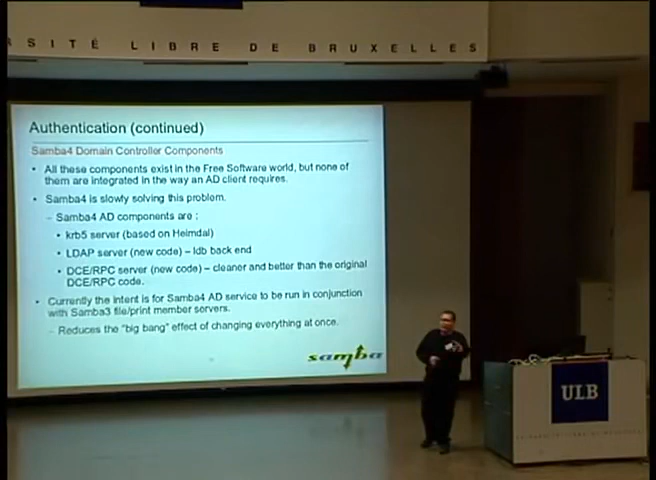 SITÉ LIBRE DE BRUXELLES
Authentication (continued)
Samba4 Domain Controller Components
• All these components exist in the Free Software world, but none of
them are integrated in the way an AD client requires.
• Samba4 is slowly solving this problem.
– Samba4 AD components are :
• krb5 server (based on Heimdal)
• LDAP server (new code) – ldb back end
• DCE/RPC server (new code) – cleaner and better than the original
DCE/RPC code.
• Currently the intent is for Samba4 AD service to be run in conjunction
with Samba3 file/print member servers.
– Reduces the "big bang" effect of changing everything at once.
samba
ULB